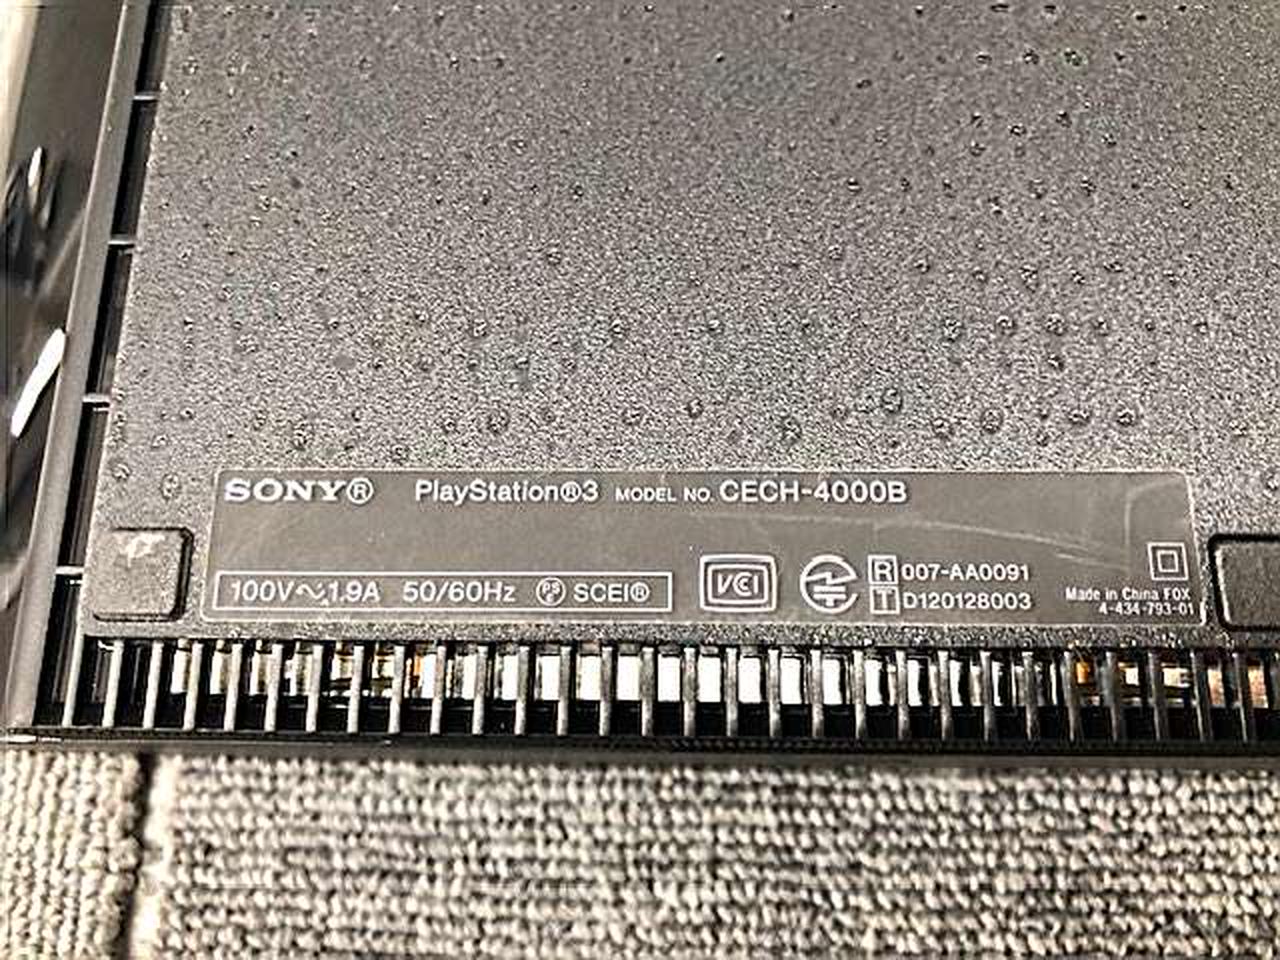 SONY® PlayStation®3 MODEL NO. CECH-4000B
100V 1.9A 50/60Hz PS E SCEI®
VCI
R 007-AA0091
T D120128003
Made in China FOX
4-434-793-01